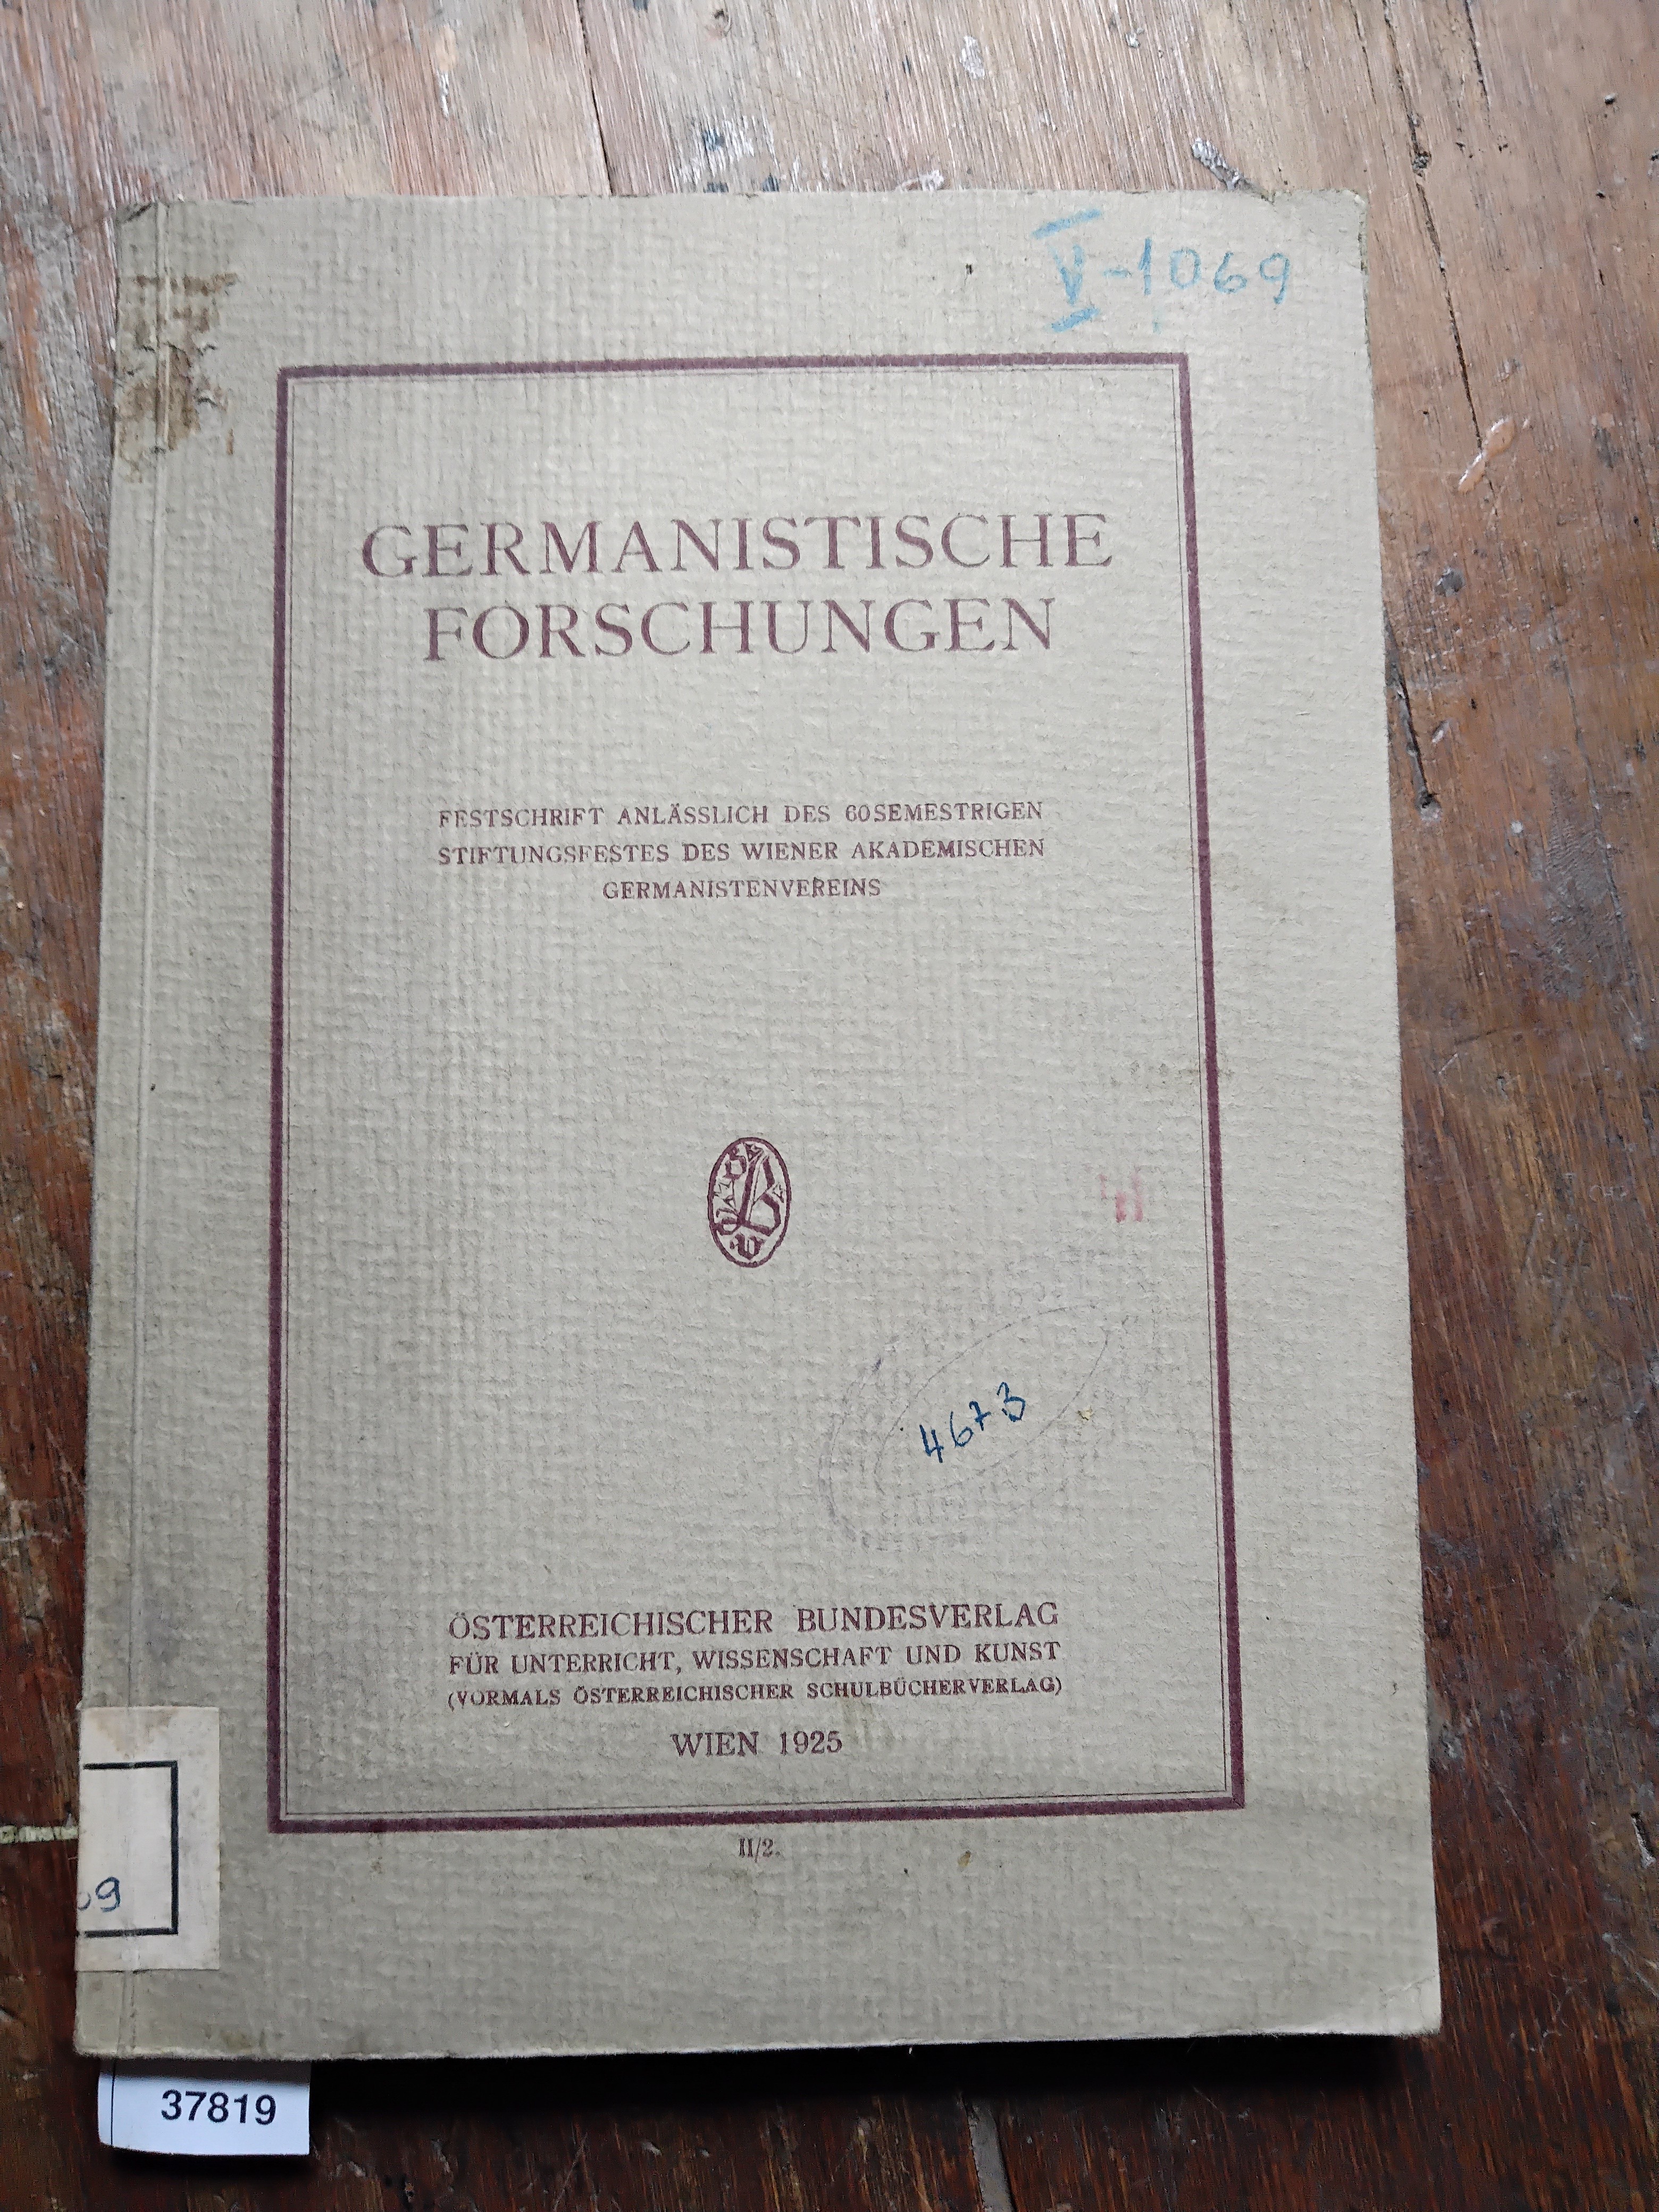 V-1069
GERMANISTISCHE
FORSCHUNGEN
FESTSCHRIFT ANLÄSSLICH DES 60SEMESTRIGEN
STIFTUNGSFESTES DES WIENER AKADEMISCHEN
GERMANISTENVEREINS
4673
ÖSTERREICHISCHER BUNDESVERLAG
FÜR UNTERRICHT, WISSENSCHAFT UND KUNST
(VORMALS ÖSTERREICHISCHER SCHULBÜCHERVERLAG)
WIEN 1925
II/2.
9
37819